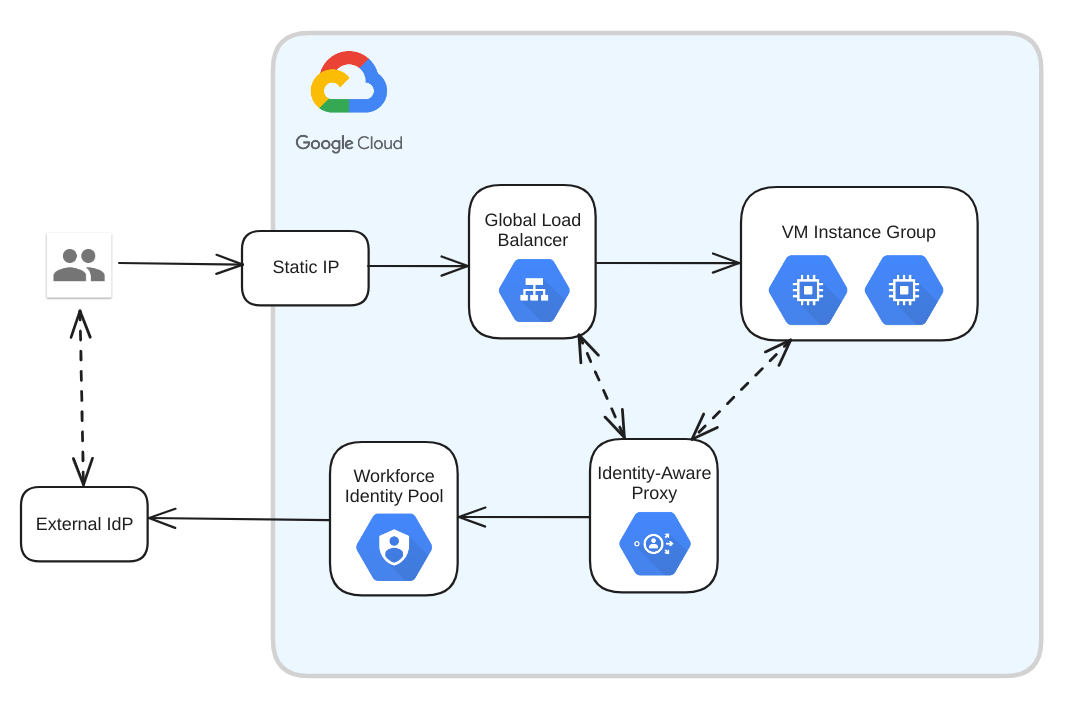 Google Cloud
Global Load
Balancer
VM Instance Group
Static IP
Workforce
Identity Pool
Identity-Aware
Proxy
External IdP